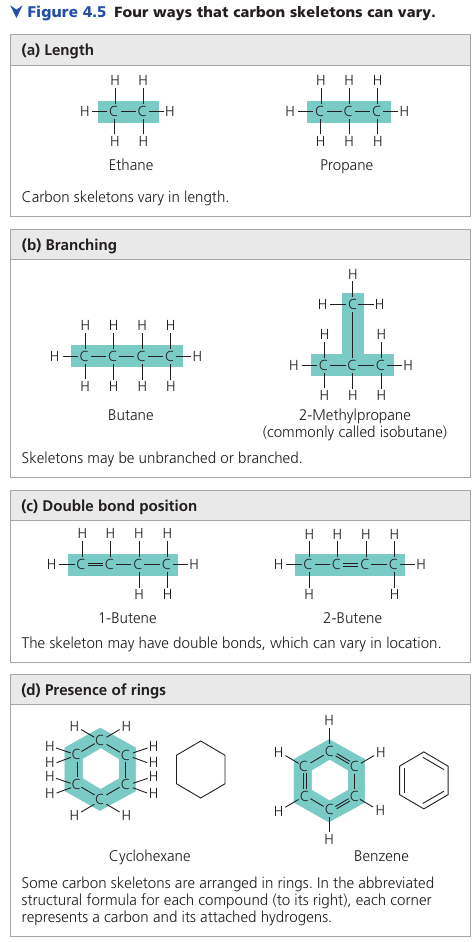 Figure 4.5 Four ways that carbon skeletons can vary.
(a) Length
H H
H C C H
H H
Ethane
H H H
H C C C H
H H H
Propane
Carbon skeletons vary in length.
(b) Branching
H H H H
H C C C C H
H H H H
Butane
H
H C H
H H
H C C C H
H H H
2-Methylpropane
(commonly called isobutane)
Skeletons may be unbranched or branched.
(c) Double bond position
H H H H
H C C C C H
H H
1-Butene
H H H H
H C C C C H
H H
2-Butene
The skeleton may have double bonds, which can vary in location.
(d) Presence of rings
H H
C
H C C H
H H
H C C H
H C H
H H
Cyclohexane
H
H C H
C C
C C
H C H
H
Benzene
Some carbon skeletons are arranged in rings. In the abbreviated
structural formula for each compound (to its right), each corner
represents a carbon and its attached hydrogens.